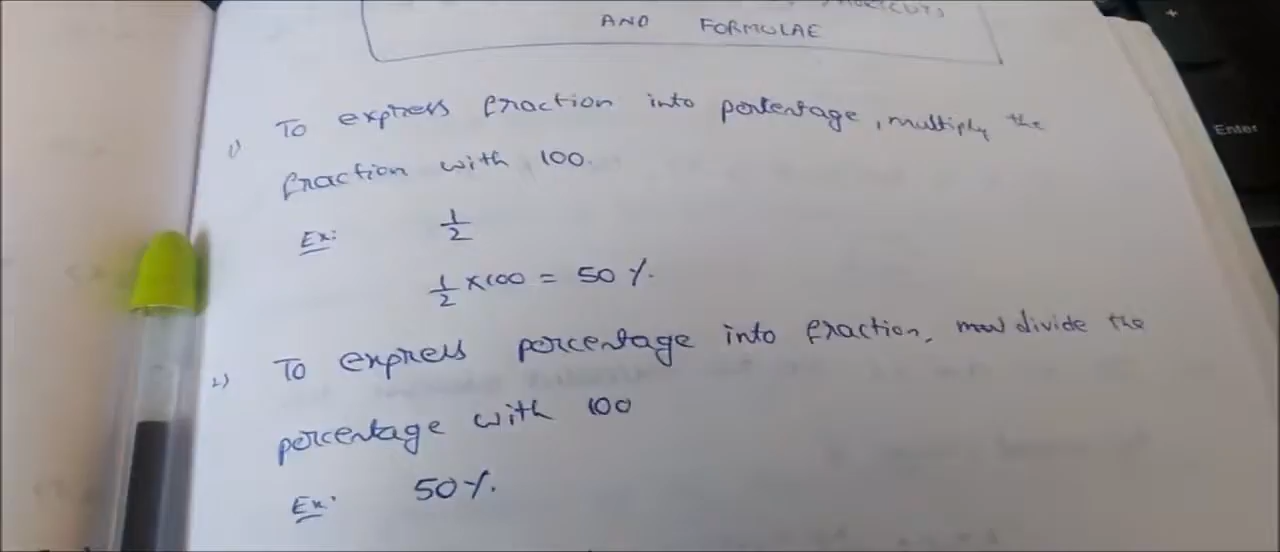 AND FORMULAE
1) To express fraction into percentage, multiply the
fraction with 100.
Ex: 1/2
1/2 x 100 = 50 %.
2) To express percentage into fraction, divide the
percentage with 100
Ex: 50%.
Enter